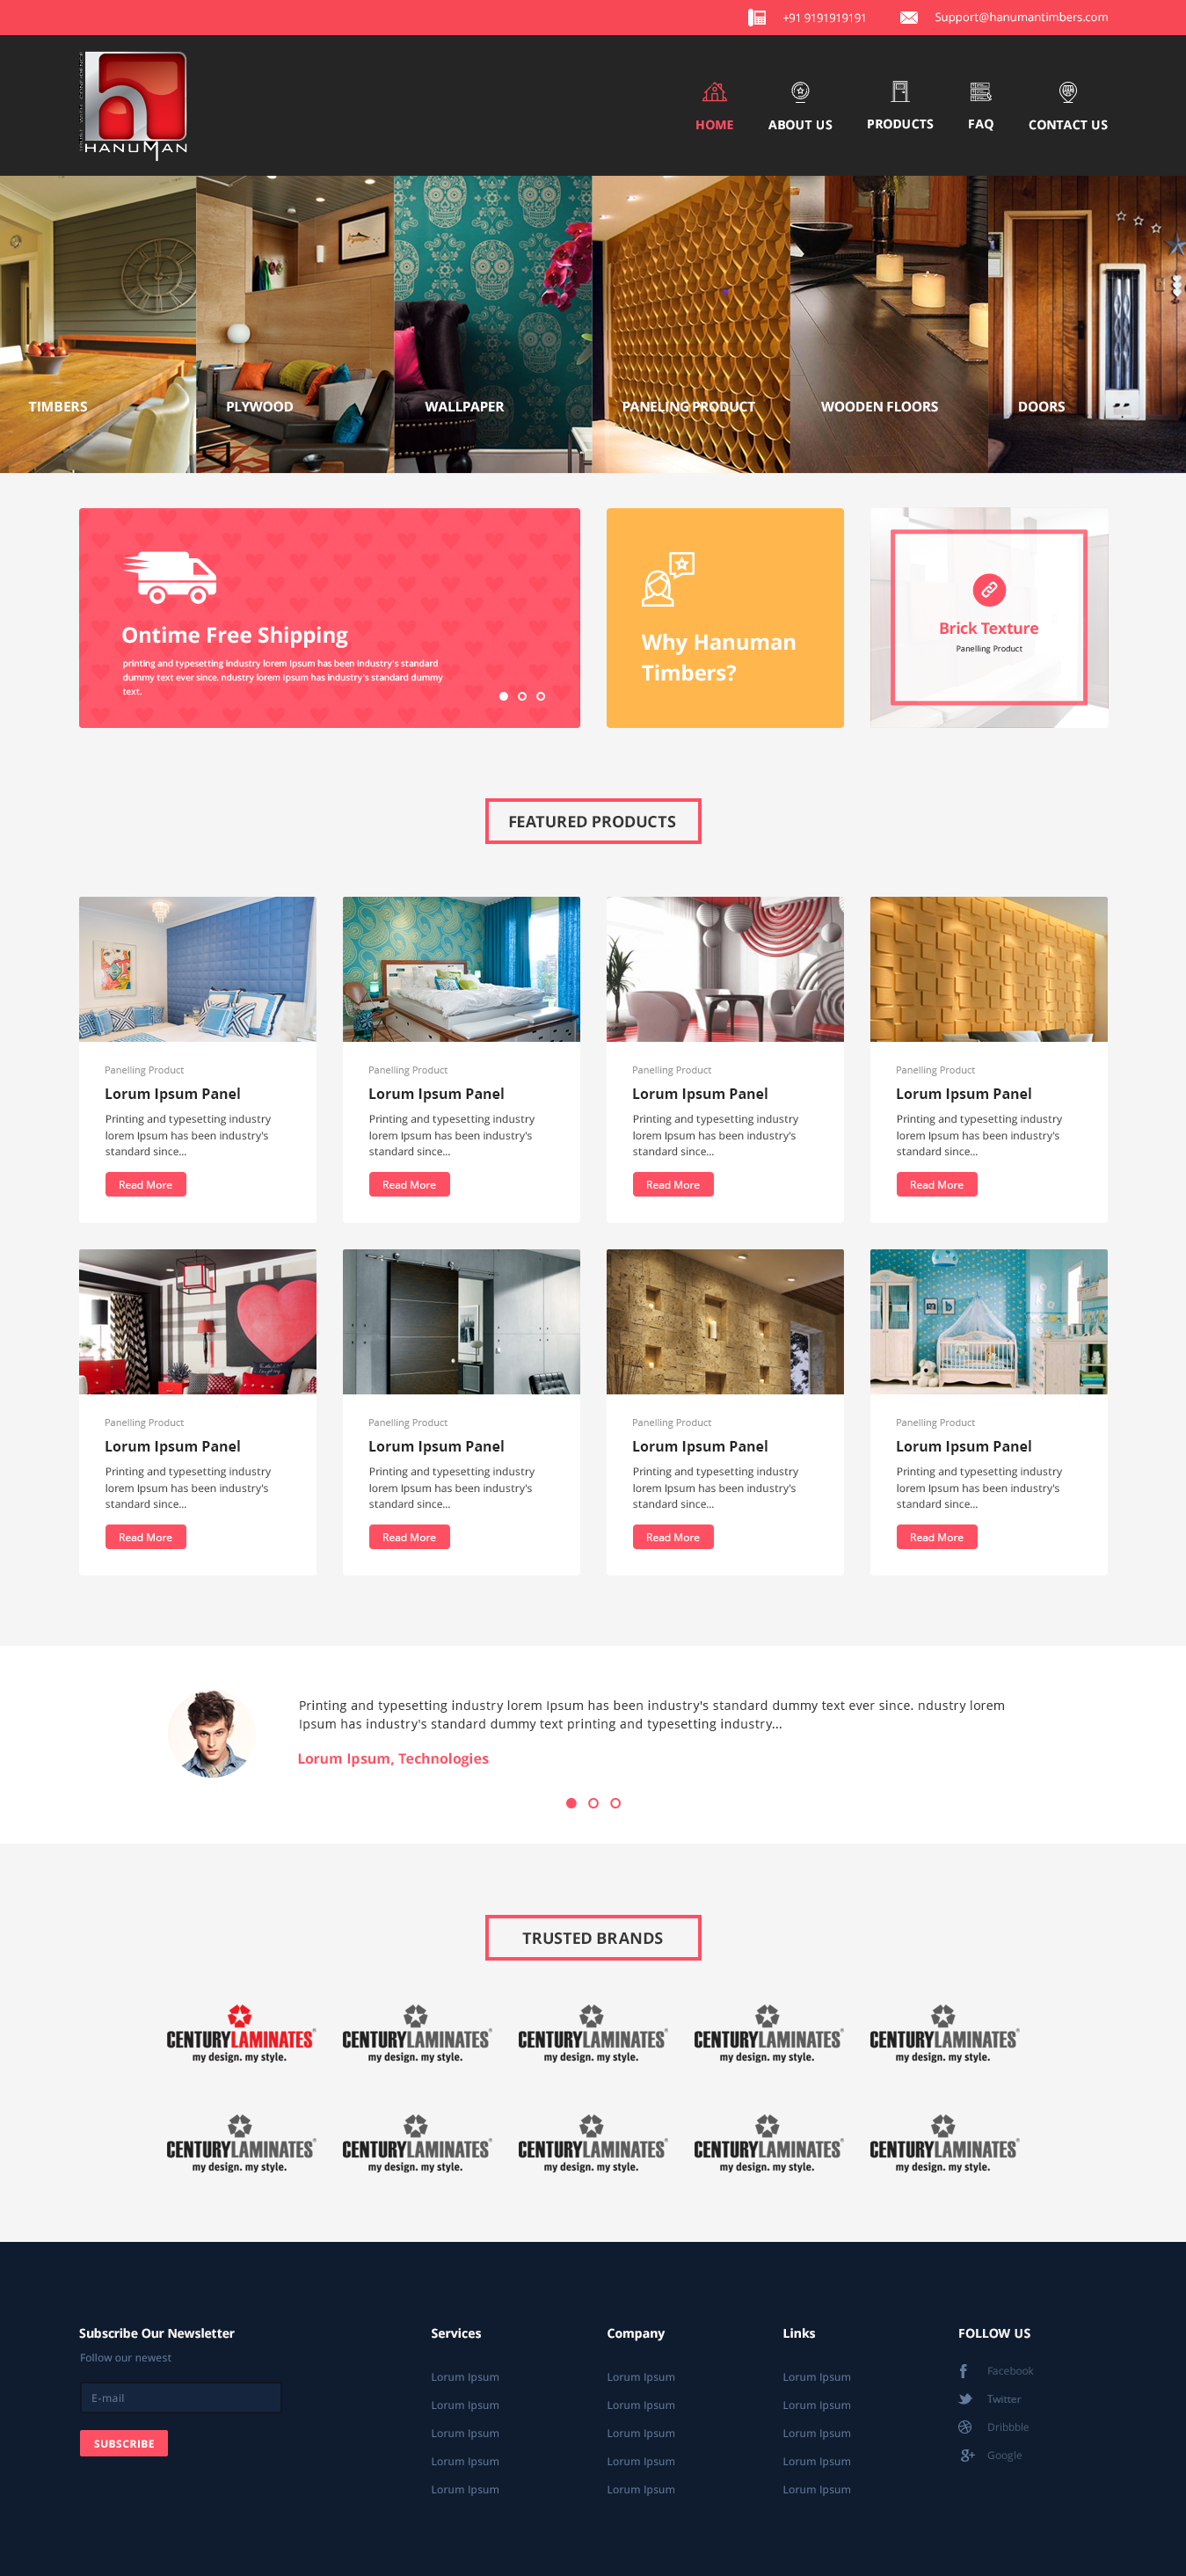 +91 9191919191
Support@hanumantimbers.com
HANUMAN
HOME
ABOUT US
PRODUCTS
FAQ
CONTACT US
TIMBERS
PLYWOOD
WALLPAPER
PANELING PRODUCT
WOODEN FLOORS
DOORS
Ontime Free Shipping
printing and typesetting industry lorem Ipsum has been industry's standard
dummy text ever since. ndustry lorem Ipsum has industry's standard dummy
text.
Why Hanuman
Timbers?
Brick Texture
Panelling Product
FEATURED PRODUCTS
Panelling Product
Lorum Ipsum Panel
Printing and typesetting industry
lorem Ipsum has been industry's
standard since...
Read More
Panelling Product
Lorum Ipsum Panel
Printing and typesetting industry
lorem Ipsum has been industry's
standard since...
Read More
Panelling Product
Lorum Ipsum Panel
Printing and typesetting industry
lorem Ipsum has been industry's
standard since...
Read More
Panelling Product
Lorum Ipsum Panel
Printing and typesetting industry
lorem Ipsum has been industry's
standard since...
Read More
Panelling Product
Lorum Ipsum Panel
Printing and typesetting industry
lorem Ipsum has been industry's
standard since...
Read More
Panelling Product
Lorum Ipsum Panel
Printing and typesetting industry
lorem Ipsum has been industry's
standard since...
Read More
Panelling Product
Lorum Ipsum Panel
Printing and typesetting industry
lorem Ipsum has been industry's
standard since...
Read More
Panelling Product
Lorum Ipsum Panel
Printing and typesetting industry
lorem Ipsum has been industry's
standard since...
Read More
Printing and typesetting industry lorem Ipsum has been industry's standard dummy text ever since. ndustry lorem
Ipsum has industry's standard dummy text printing and typesetting industry...
Lorum Ipsum, Technologies
TRUSTED BRANDS
CENTURYLAMINATES®
my design. my style.
CENTURYLAMINATES®
my design. my style.
CENTURYLAMINATES®
my design. my style.
CENTURYLAMINATES®
my design. my style.
CENTURYLAMINATES®
my design. my style.
CENTURYLAMINATES®
my design. my style.
CENTURYLAMINATES®
my design. my style.
CENTURYLAMINATES®
my design. my style.
CENTURYLAMINATES®
my design. my style.
CENTURYLAMINATES®
my design. my style.
Subscribe Our Newsletter
Follow our newest
E-mail
SUBSCRIBE
Services
Lorum Ipsum
Lorum Ipsum
Lorum Ipsum
Lorum Ipsum
Lorum Ipsum
Company
Lorum Ipsum
Lorum Ipsum
Lorum Ipsum
Lorum Ipsum
Lorum Ipsum
Links
Lorum Ipsum
Lorum Ipsum
Lorum Ipsum
Lorum Ipsum
Lorum Ipsum
FOLLOW US
Facebook
Twitter
Dribbble
Google